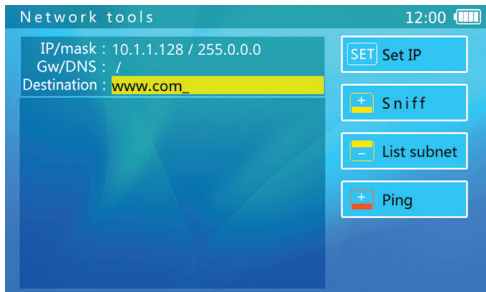 Network tools 12:00
IP/mask : 10.1.1.128 / 255.0.0.0
Gw/DNS : /
Destination : www.com_
SET Set IP
+ Sniff
- List subnet
+ Ping